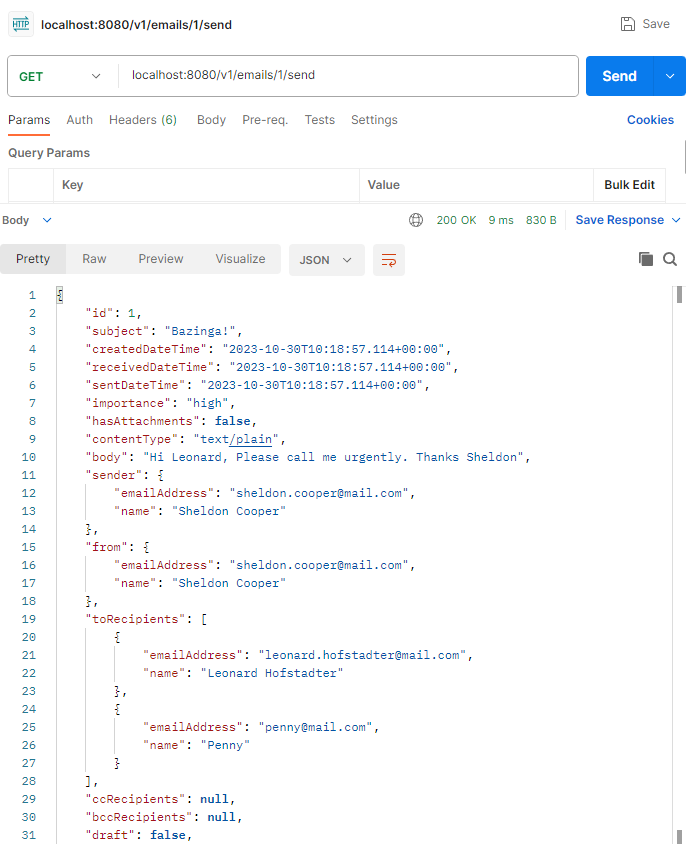 HTTP localhost:8080/v1/emails/1/send Save
GET localhost:8080/v1/emails/1/send Send
Params Auth Headers (6) Body Pre-req. Tests Settings Cookies
Query Params
Key Value Bulk Edit
Body 200 OK 9 ms 830 B Save Response
Pretty Raw Preview Visualize JSON
1 {
2 "id": 1,
3 "subject": "Bazinga!",
4 "createdDateTime": "2023-10-30T10:18:57.114+00:00",
5 "receivedDateTime": "2023-10-30T10:18:57.114+00:00",
6 "sentDateTime": "2023-10-30T10:18:57.114+00:00",
7 "importance": "high",
8 "hasAttachments": false,
9 "contentType": "text/plain",
10 "body": "Hi Leonard, Please call me urgently. Thanks Sheldon",
11 "sender": {
12 "emailAddress": "sheldon.cooper@mail.com",
13 "name": "Sheldon Cooper"
14 },
15 "from": {
16 "emailAddress": "sheldon.cooper@mail.com",
17 "name": "Sheldon Cooper"
18 },
19 "toRecipients": [
20 {
21 "emailAddress": "leonard.hofstadter@mail.com",
22 "name": "Leonard Hofstadter"
23 },
24 {
25 "emailAddress": "penny@mail.com",
26 "name": "Penny"
27 }
28 ],
29 "ccRecipients": null,
30 "bccRecipients": null,
31 "draft": false,